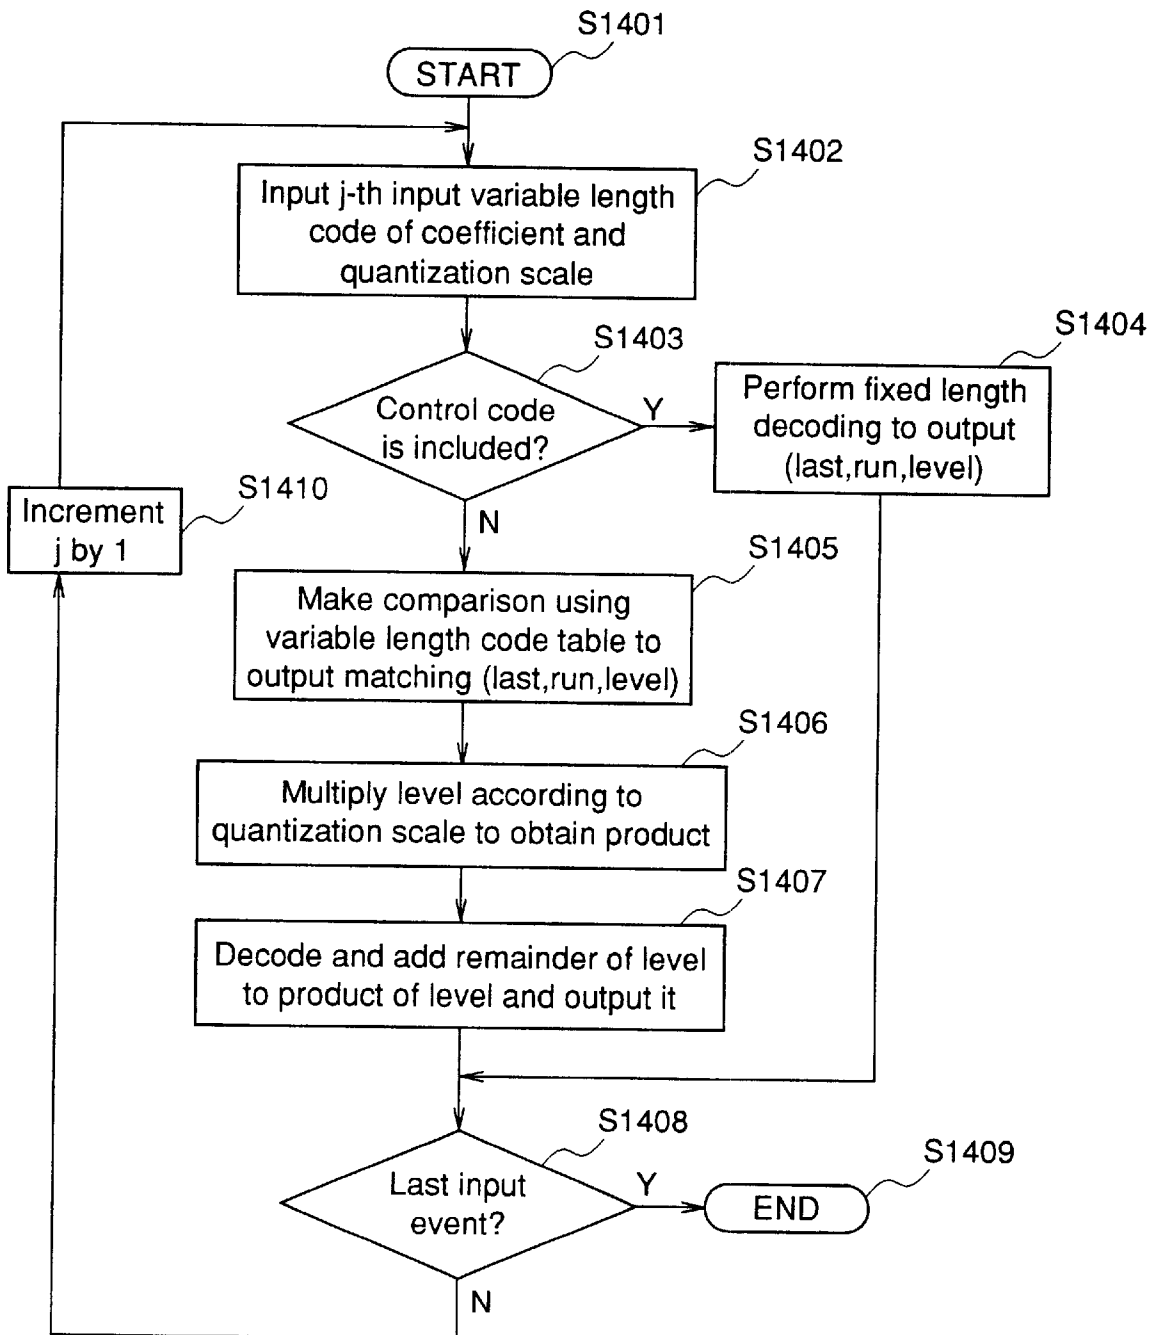 S1401
START
S1402
Input j-th input variable length
code of coefficient and
quantization scale
S1403
Control code
is included?
Y
N
S1404
Perform fixed length
decoding to output
(last,run,level)
S1410
Increment
j by 1
S1405
Make comparison using
variable length code table to
output matching (last,run,level)
S1406
Multiply level according to
quantization scale to obtain product
S1407
Decode and add remainder of level
to product of level and output it
S1408
Last input
event?
Y
N
S1409
END